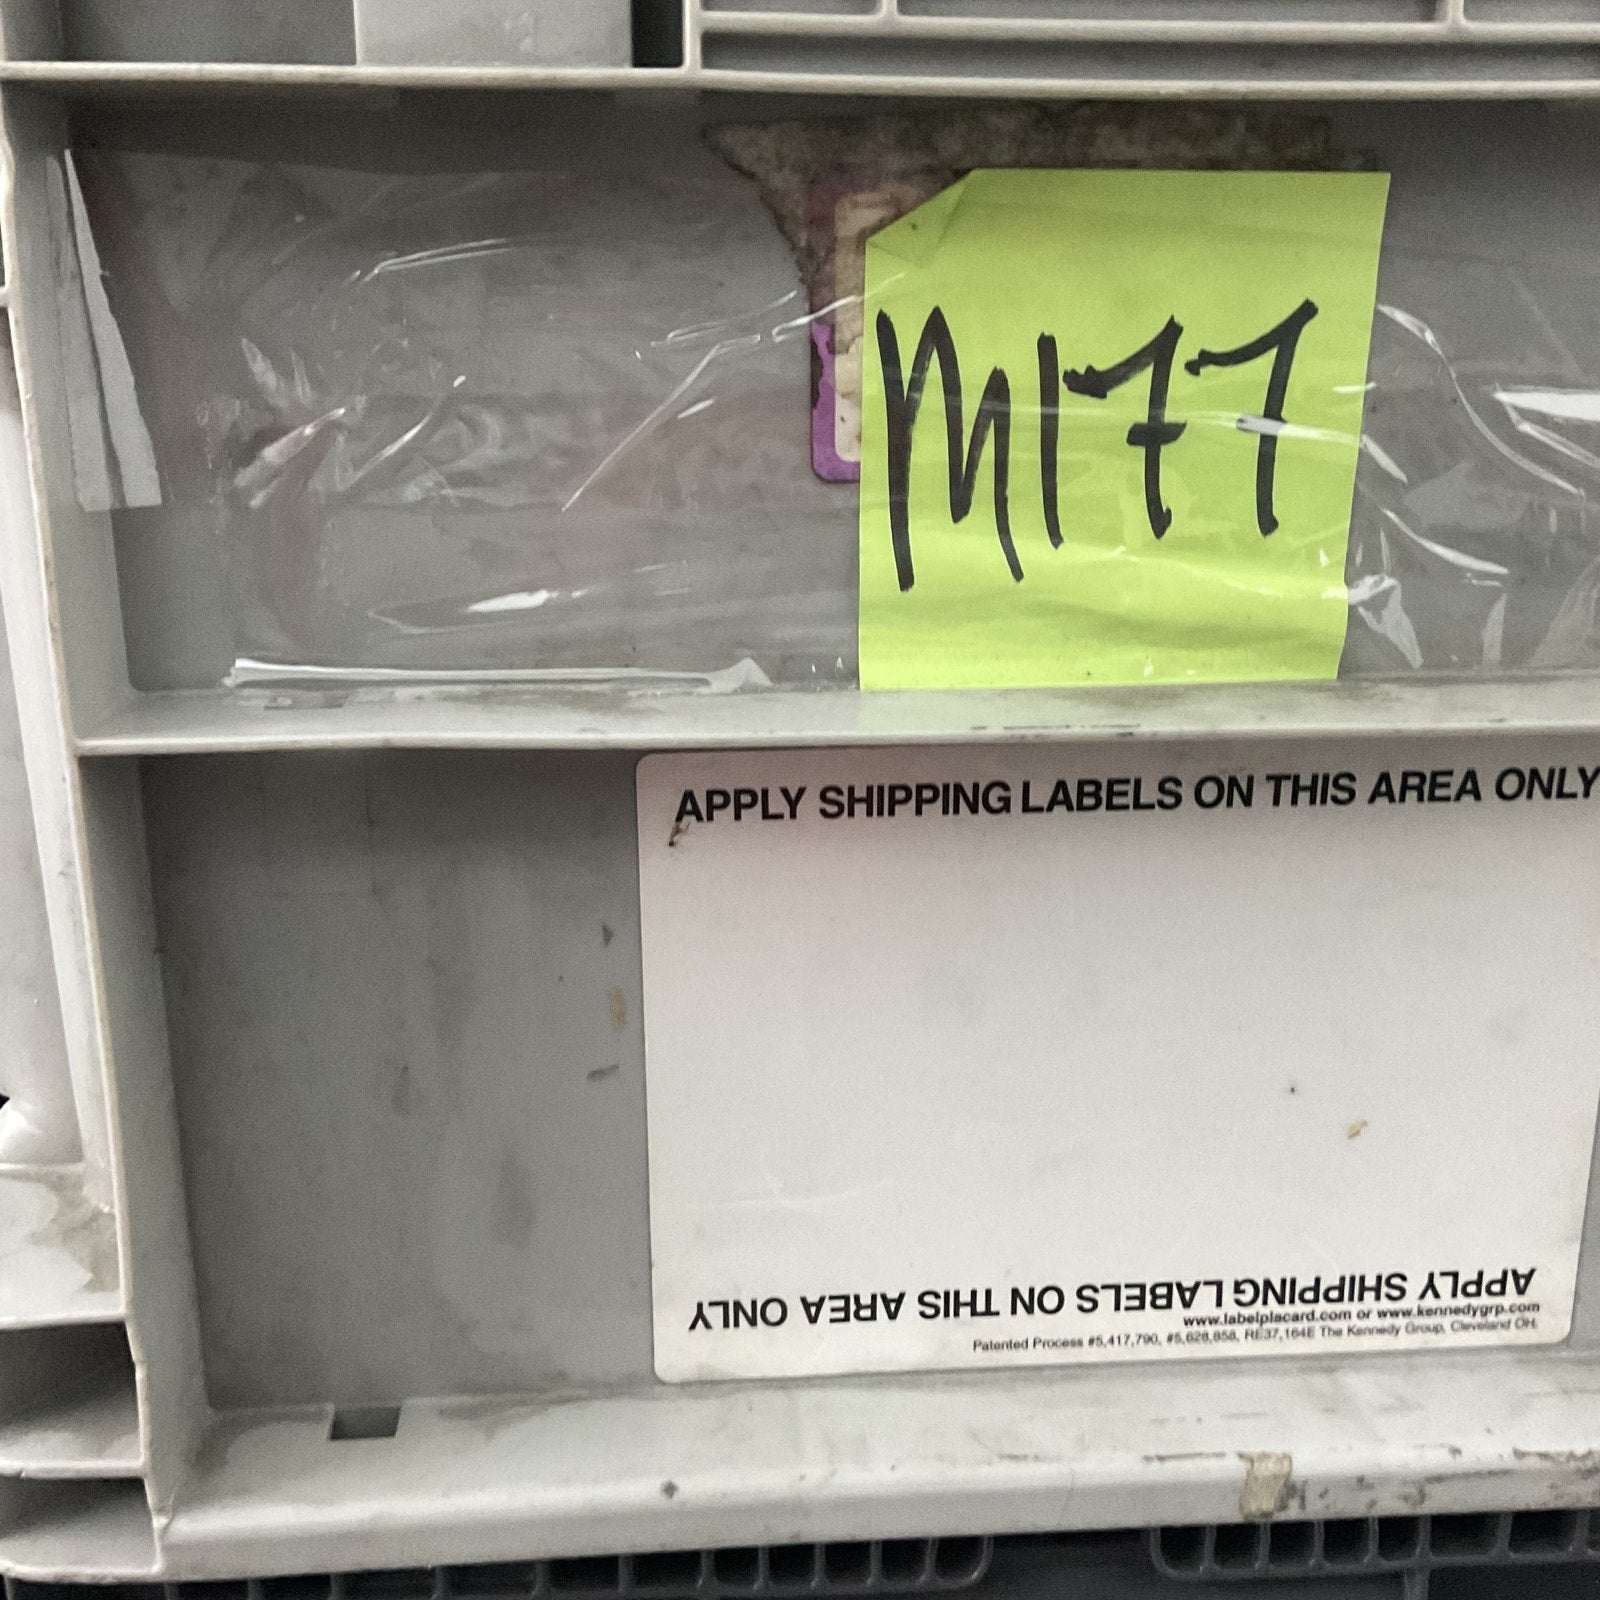 M177
APPLY SHIPPING LABELS ON THIS AREA ONLY
APPLY SHIPPING LABELS ON THIS AREA ONLY
www.labelplacard.com or www.kennedygrp.com
Patented Process #5,417,790, #5,628,858, RE37,164E The Kennedy Group, Cleveland OH.